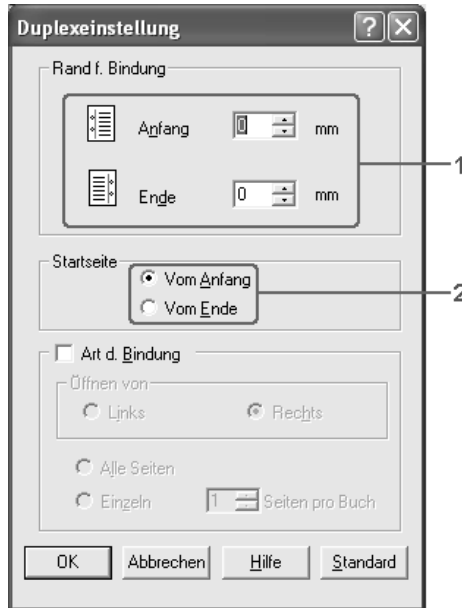 Duplexeinstellung
Rand f. Bindung
Anfang 0 mm
1
Ende 0 mm
Startseite
Vom Anfang
2
Vom Ende
Art d. Bindung
Öffnen von
Links Rechts
Alle Seiten
Einzeln 1 Seiten pro Buch
OK Abbrechen Hilfe Standard